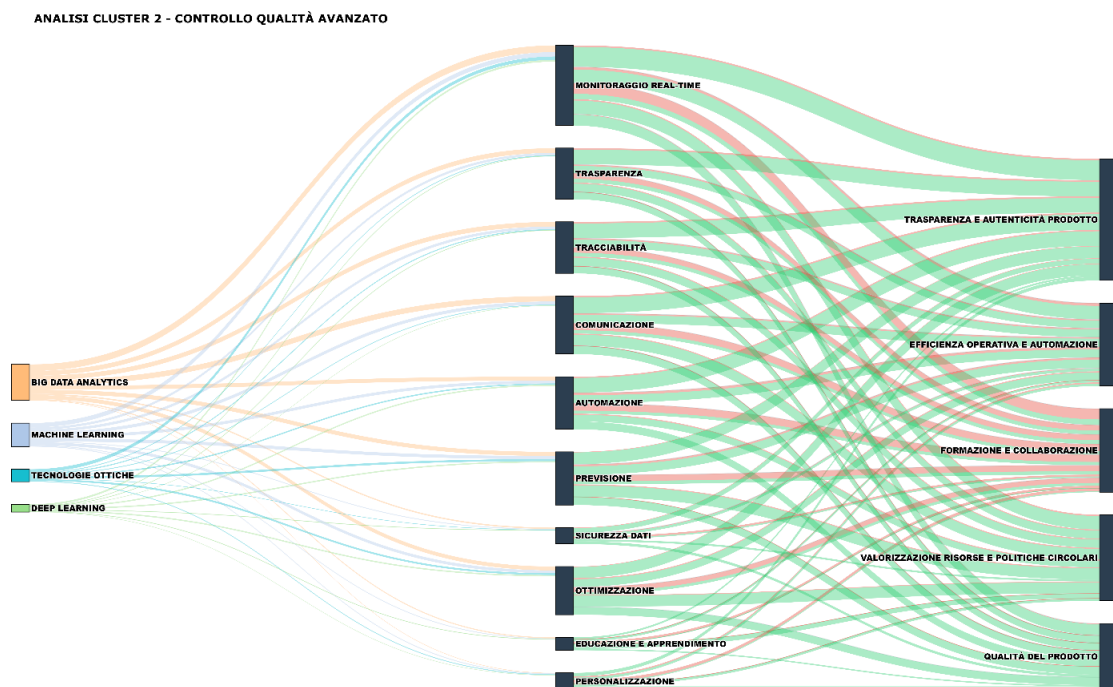 ANALISI CLUSTER 2 - CONTROLLO QUALITÀ AVANZATO
BIG DATA ANALYTICS
MACHINE LEARNING
TECNOLOGIE OTTICHE
DEEP LEARNING
MONITORAGGIO REAL-TIME
TRASPARENZA
TRACCIABILITÀ
COMUNICAZIONE
AUTOMAZIONE
PREVISIONE
SICUREZZA DATI
OTTIMIZZAZIONE
EDUCAZIONE E APPRENDIMENTO
PERSONALIZZAZIONE
TRASPARENZA E AUTENTICITÀ PRODOTTO
EFFICIENZA OPERATIVA E AUTOMAZIONE
FORMAZIONE E COLLABORAZIONE
VALORIZZAZIONE RISORSE E POLITICHE CIRCOLARI
QUALITÀ DEL PRODOTTO